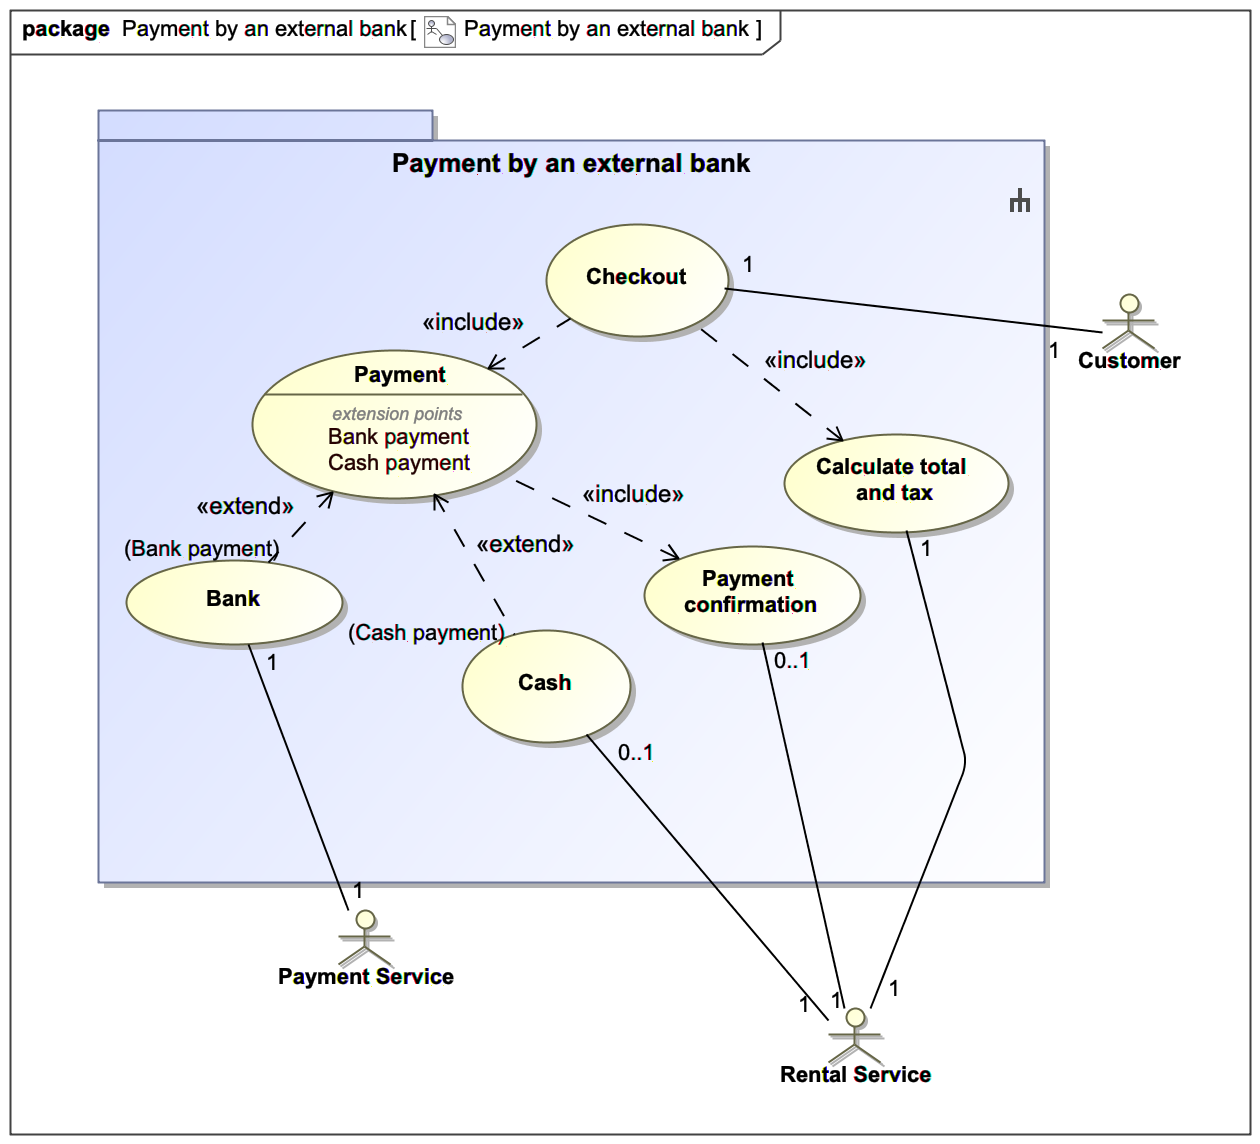 package Payment by an external bank[ Payment by an external bank ]
Payment by an external bank
Checkout
1
«include»
1
Customer
«include»
Payment
extension points
Bank payment
Cash payment
Calculate total
and tax
«include»
«extend»
(Bank payment)
«extend»
1
Bank
Payment
confirmation
(Cash payment)
1
0..1
Cash
0..1
1
Payment Service
1
1
1
Rental Service